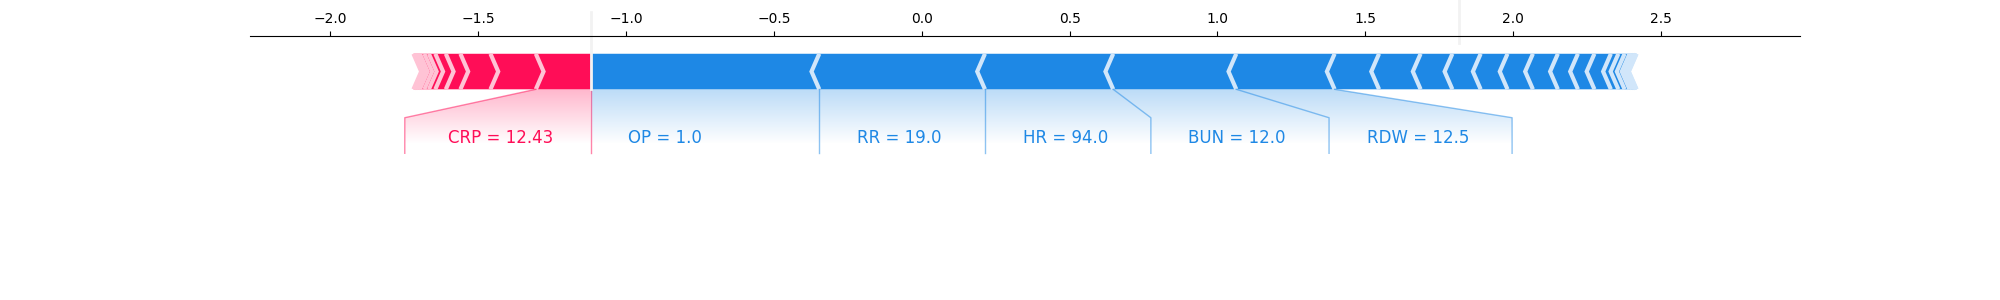 −2.0 −1.5 −1.0 −0.5 0.0 0.5 1.0 1.5 2.0 2.5
CRP = 12.43 OP = 1.0 RR = 19.0 HR = 94.0 BUN = 12.0 RDW = 12.5